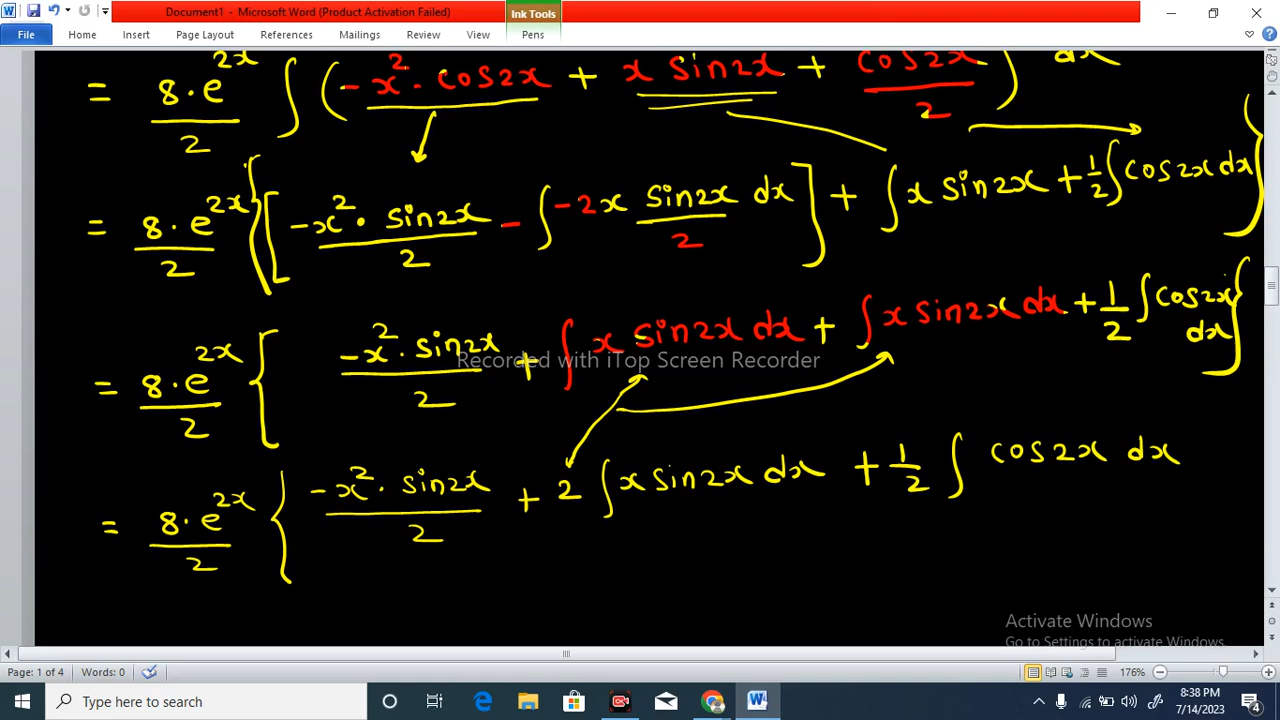 Document1 - Microsoft Word (Product Activation Failed)
Ink Tools
File Home Insert Page Layout References Mailings Review View Pens
= 8·e^2x/2 ∫ (-x²·cos2x + x sin2x + cos2x/2) dx
= 8·e^2x/2 {[-x²·sin2x/2 - ∫ -2x sin2x/2 dx] + ∫ x sin2x + 1/2 ∫ cos2x dx}
= 8·e^2x/2 { -x²·sin2x/2 + ∫ x sin2x dx + ∫ x sin2x dx + 1/2 ∫ cos2x dx}
Recorded with iTop Screen Recorder
= 8·e^2x/2 { -x²·sin2x/2 + 2 ∫ x sin2x dx + 1/2 ∫ cos2x dx
Activate Windows
Go to Settings to activate Windows.
Page: 1 of 4 Words: 0 176%
Type here to search
8:38 PM
7/14/2023